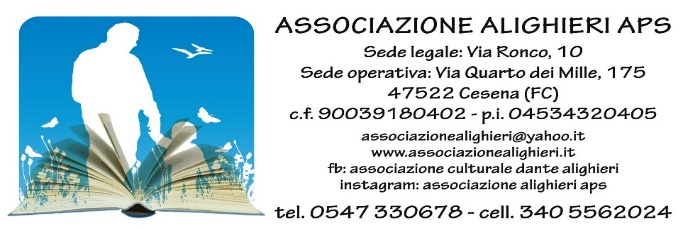 ASSOCIAZIONE ALIGHIERI APS
Sede legale: Via Ronco, 10
Sede operativa: Via Quarto dei Mille, 175
47522 Cesena (FC)
c.f. 90039180402 - p.i. 04534320405
associazionealighieri@yahoo.it
www.associazionealighieri.it
fb: associazione culturale dante alighieri
instagram: associazione alighieri aps
tel. 0547 330678 - cell. 340 5562024